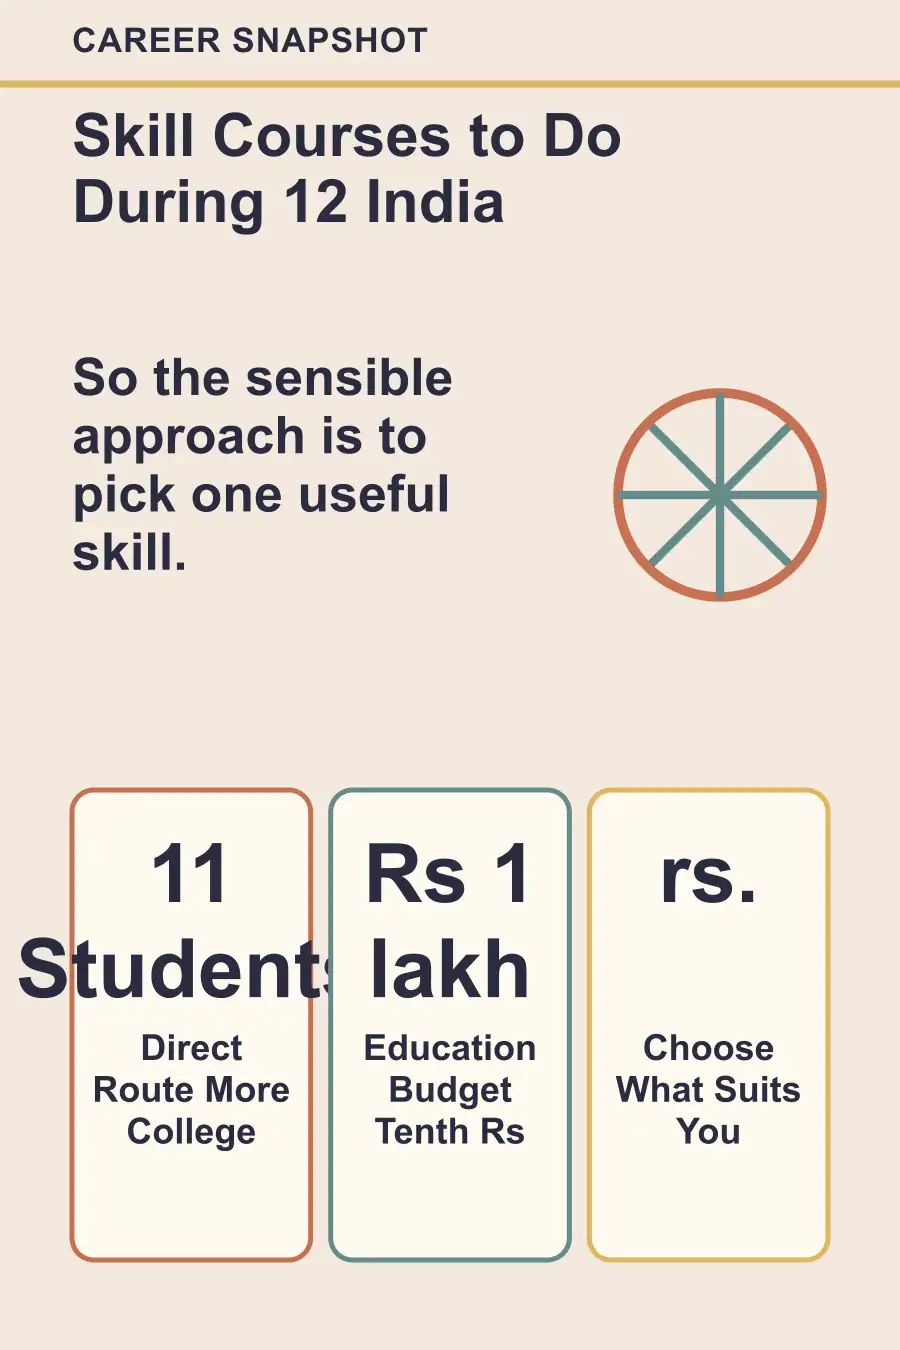 CAREER SNAPSHOT
Skill Courses to Do
During 12 India
So the sensible
approach is to
pick one useful
skill.
11
Students
Direct
Route More
College
Rs 1
lakh
Education
Budget
Tenth Rs
rs.
Choose
What Suits
You